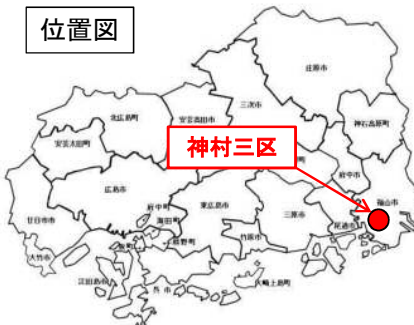 位置図
庄原市
三次市
北広島町
安芸高田市
神石高原町
安芸太田町
神村三区
町
府中市
広島市
福山市
東広島市
府中町
海田町
三原市
尾道市
廿日市市
坂町
熊野町
竹原市
大竹市
江田島市
呉市
大崎上島町